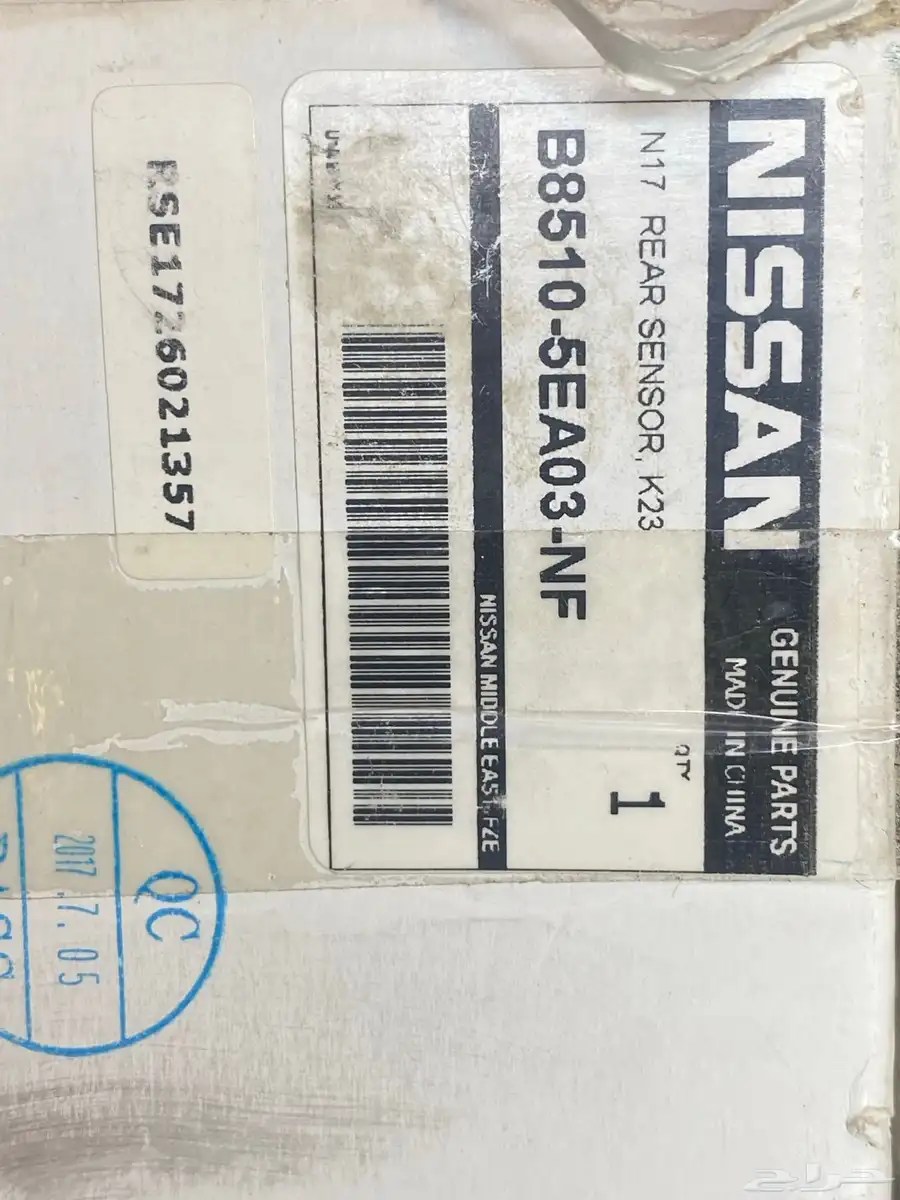 NISSAN
GENUINE PARTS
MADE IN CHINA
N17 REAR SENSOR, K23
QTY
B8510-5EA03-NF
1
NISSAN MIDDLE EAST, FZE
RSE1726021357
QC
2017.7.05
حراج